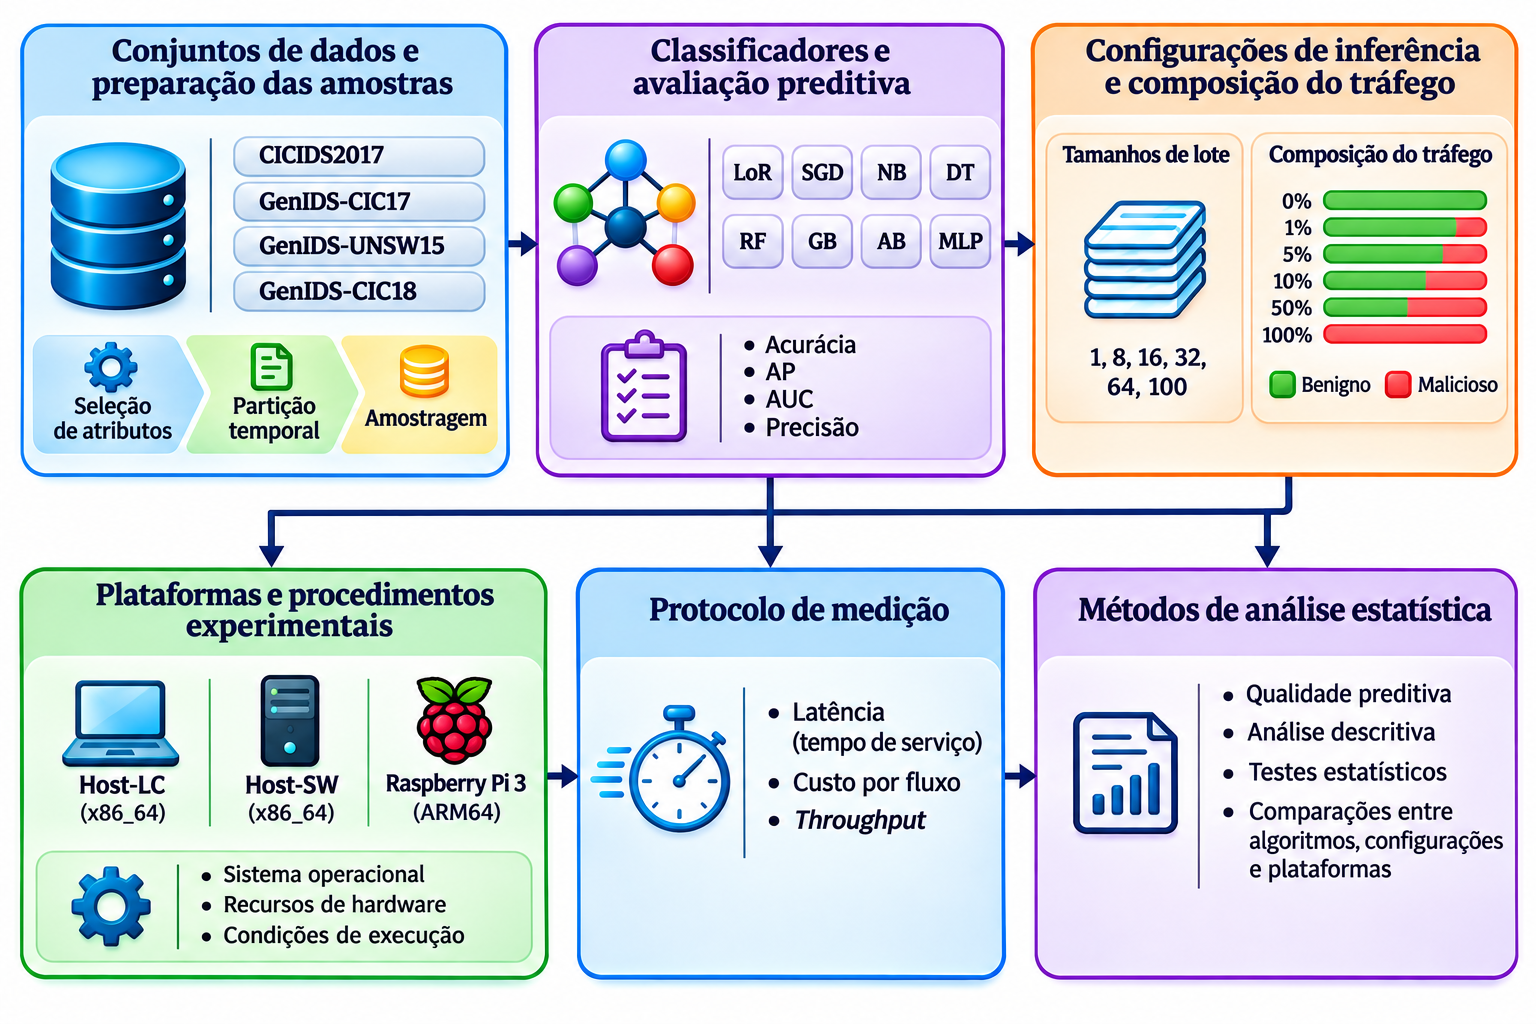 Conjuntos de dados e
preparação das amostras
CICIDS2017
GenIDS-CIC17
GenIDS-UNSW15
GenIDS-CIC18
Seleção
de atributos
Partição
temporal
Amostragem
Classificadores e
avaliação preditiva
LoR SGD NB DT
RF GB AB MLP
• Acurácia
• AP
• AUC
• Precisão
Configurações de inferência
e composição do tráfego
Tamanhos de lote
1, 8, 16, 32,
64, 100
Composição do tráfego
0%
1%
5%
10%
50%
100%
Benigno Malicioso
Plataformas e procedimentos
experimentais
Host-LC
(x86_64)
Host-SW
(x86_64)
Raspberry Pi 3
(ARM64)
• Sistema operacional
• Recursos de hardware
• Condições de execução
Protocolo de medição
• Latência
(tempo de serviço)
• Custo por fluxo
• Throughput
Métodos de análise estatística
• Qualidade preditiva
• Análise descritiva
• Testes estatísticos
• Comparações entre
algoritmos, configurações
e plataformas